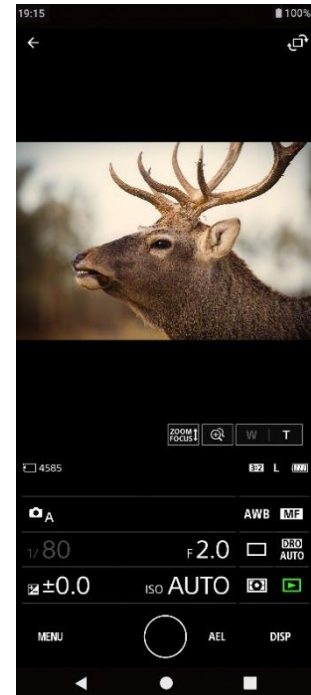 19:15 100%
ZOOM FOCUS W T
4585 3:2 L
A AWB MF
1/80 F2.0 DRO AUTO
±0.0 ISO AUTO
MENU AEL DISP